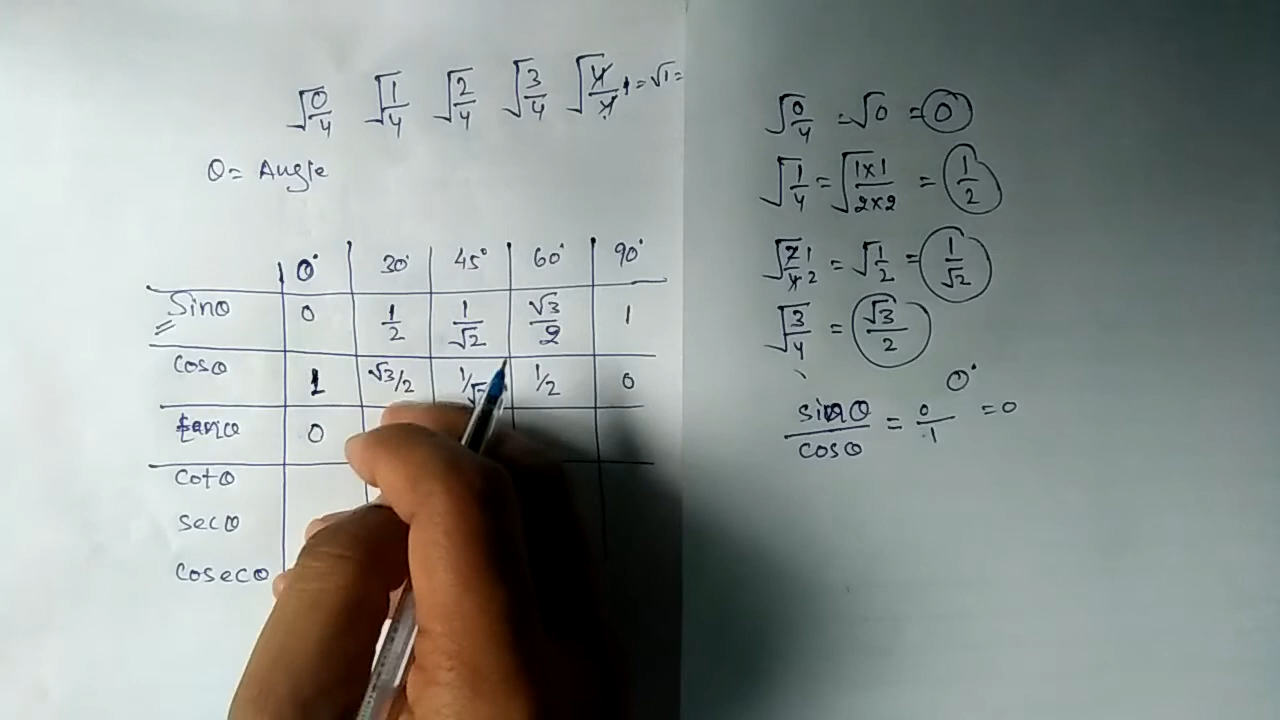 √0/4 √1/4 √2/4 √3/4 √4/4 1 = √1 =
θ = Angle
0° 30° 45° 60° 90°
Sinθ 0 1/2 1/√2 √3/2 1
cosθ 1 √3/2 1/√ 1/2 0
tanθ 0
cotθ
secθ
cosecθ
√0/4 = √0 = 0
√1/4 = √1×1/2×2 = 1/2
√2/4 1 2 = √1/2 = 1/√2
√3/4 = √3/2
0°
sinθ/cosθ = 0/1 = 0